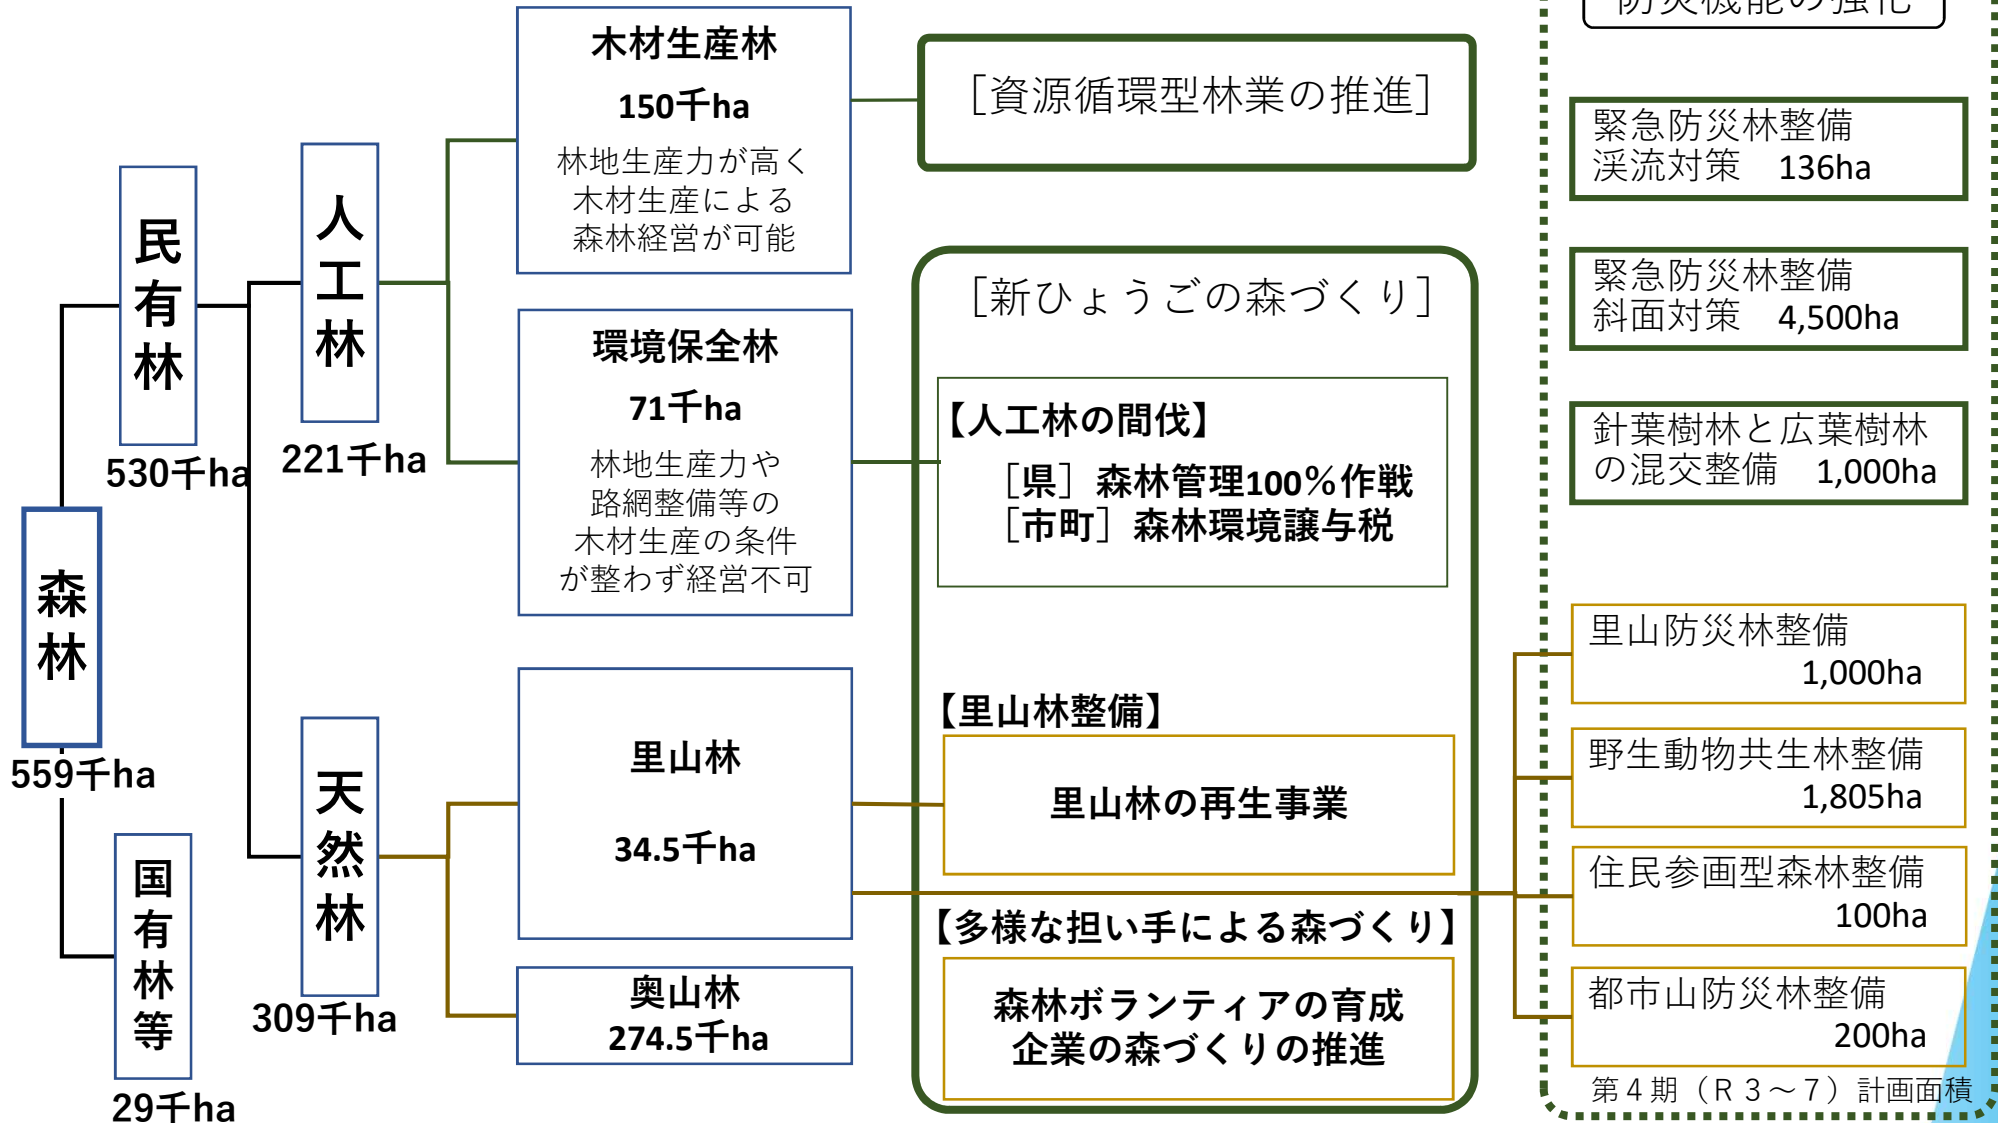 森林
559千ha
民有林
530千ha
国有林等
29千ha
人工林
221千ha
天然林
309千ha
木材生産林
150千ha
林地生産力が高く
木材生産による
森林経営が可能
環境保全林
71千ha
林地生産力や
路網整備等の
木材生産の条件
が整わず経営不可
里山林
34.5千ha
奥山林
274.5千ha
［資源循環型林業の推進］
［新ひょうごの森づくり］
【人工林の間伐】
［県］森林管理100％作戦
［市町］森林環境譲与税
【里山林整備】
里山林の再生事業
【多様な担い手による森づくり】
森林ボランティアの育成
企業の森づくりの推進
防災機能の強化
緊急防災林整備
渓流対策　136ha
緊急防災林整備
斜面対策　4,500ha
針葉樹林と広葉樹林
の混交整備　1,000ha
里山防災林整備
1,000ha
野生動物共生林整備
1,805ha
住民参画型森林整備
100ha
都市山防災林整備
200ha
第４期（Ｒ３～７）計画面積